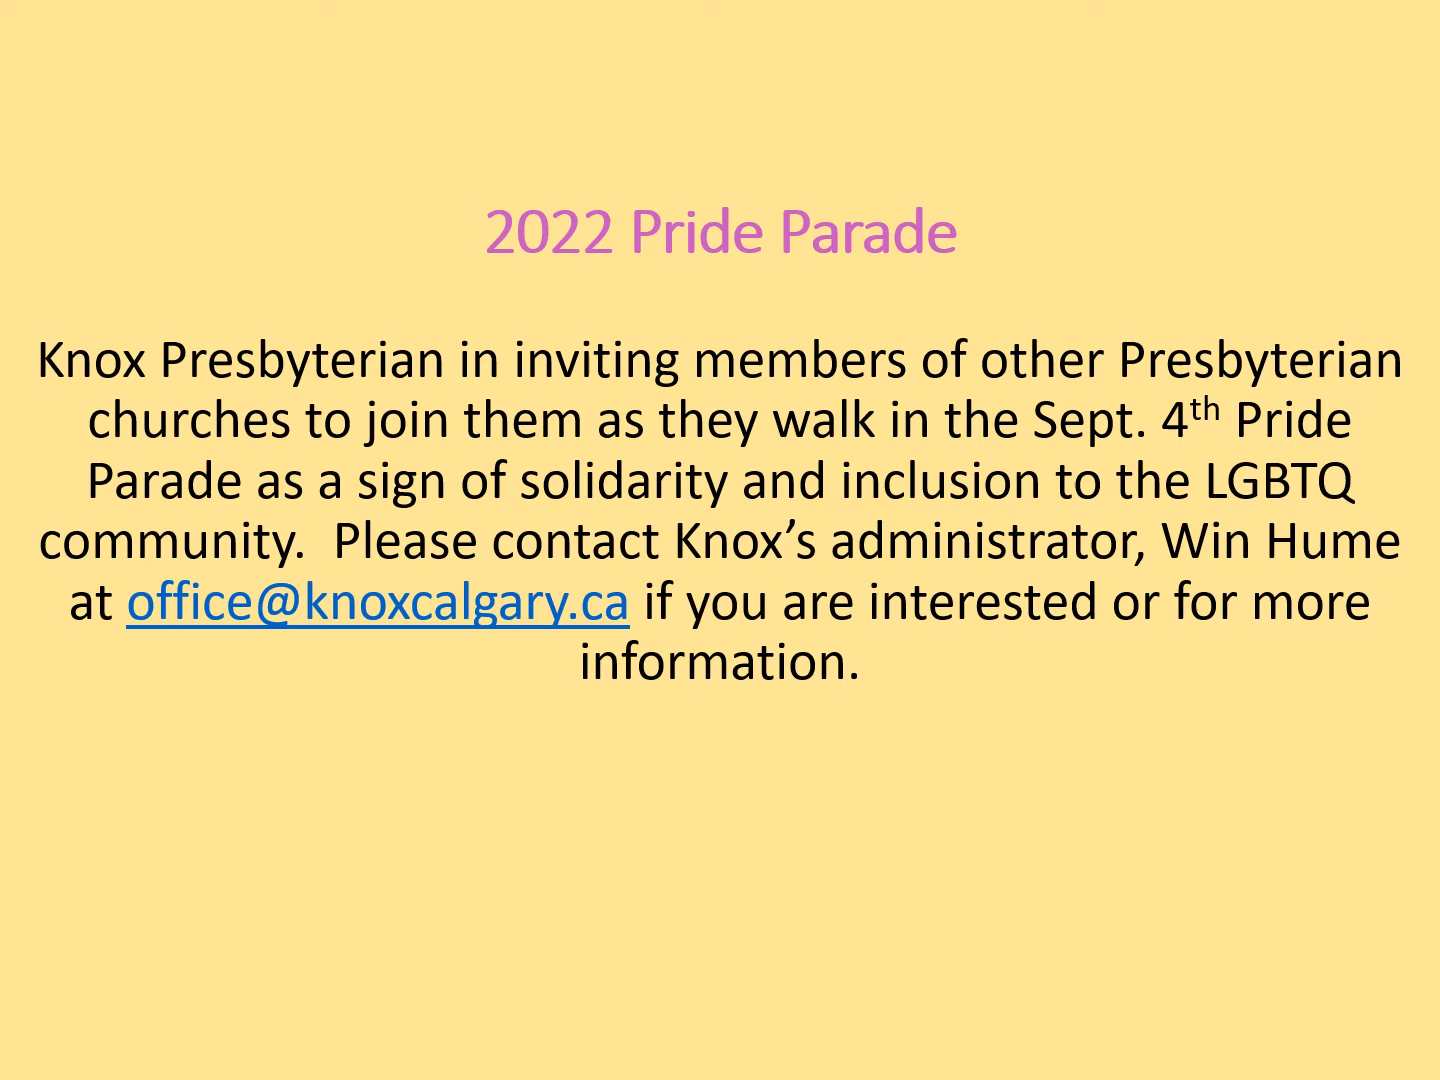 2022 Pride Parade
Knox Presbyterian in inviting members of other Presbyterian
churches to join them as they walk in the Sept. 4th Pride
Parade as a sign of solidarity and inclusion to the LGBTQ
community.  Please contact Knox’s administrator, Win Hume
at office@knoxcalgary.ca if you are interested or for more
information.